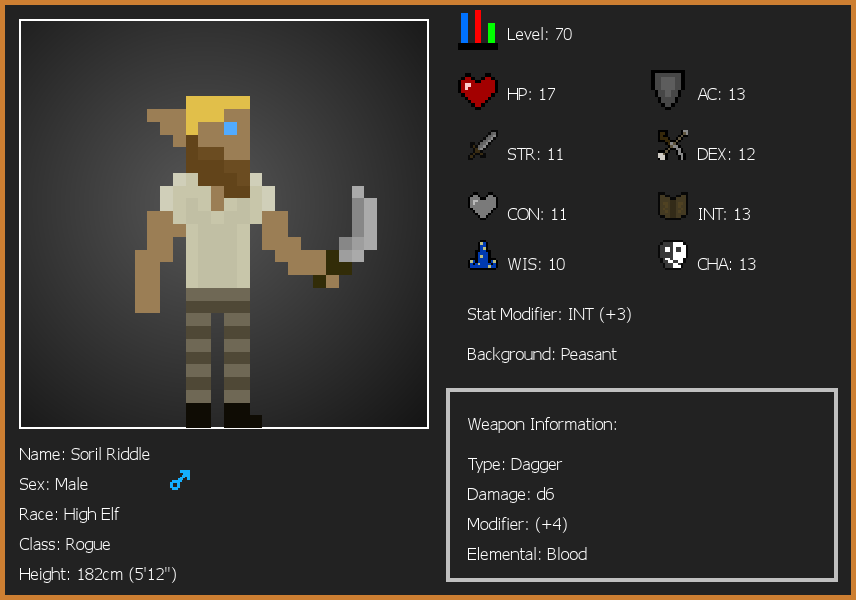 Level: 70
HP: 17
AC: 13
STR: 11
DEX: 12
CON: 11
INT: 13
WIS: 10
CHA: 13
Stat Modifier: INT (+3)
Background: Peasant
Weapon Information:
Type: Dagger
Damage: d6
Modifier: (+4)
Elemental: Blood
Name: Soril Riddle
Sex: Male
Race: High Elf
Class: Rogue
Height: 182cm (5'12")